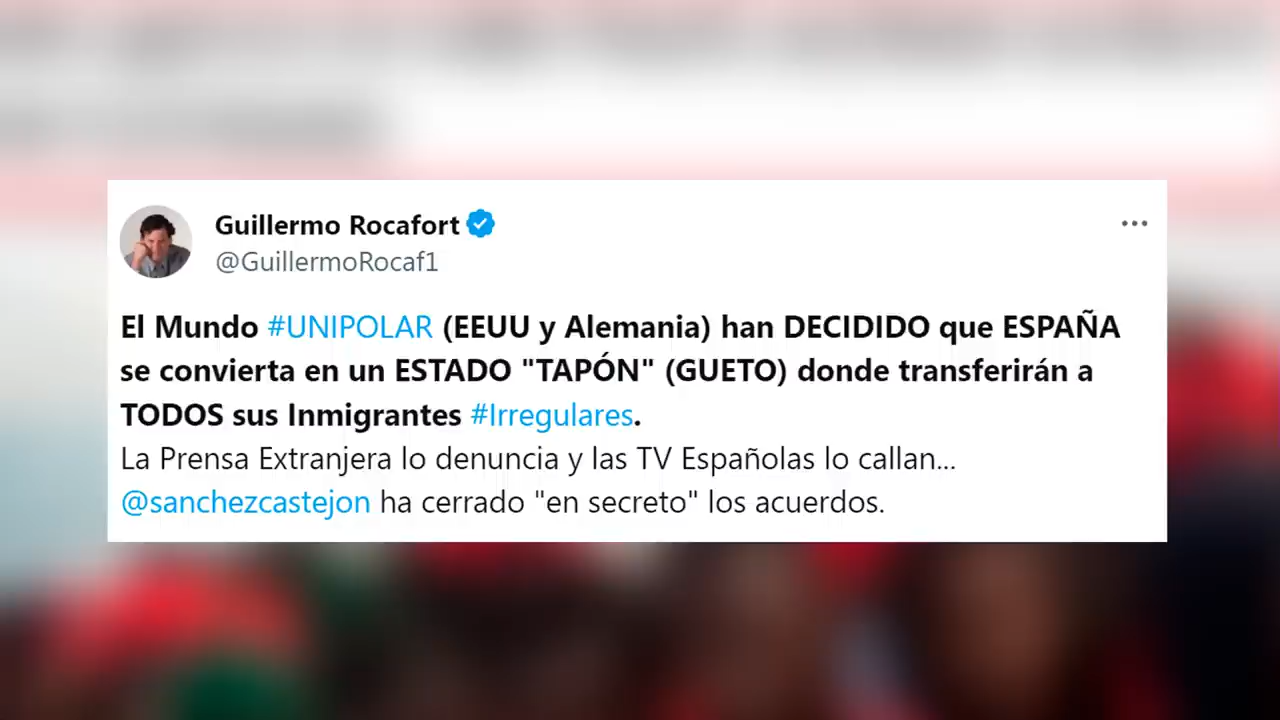 Guillermo Rocafort
@GuillermoRocaf1
El Mundo #UNIPOLAR (EEUU y Alemania) han DECIDIDO que ESPAÑA
se convierta en un ESTADO "TAPÓN" (GUETO) donde transferirán a
TODOS sus Inmigrantes #Irregulares.
La Prensa Extranjera lo denuncia y las TV Españolas lo callan...
@sanchezcastejon ha cerrado "en secreto" los acuerdos.